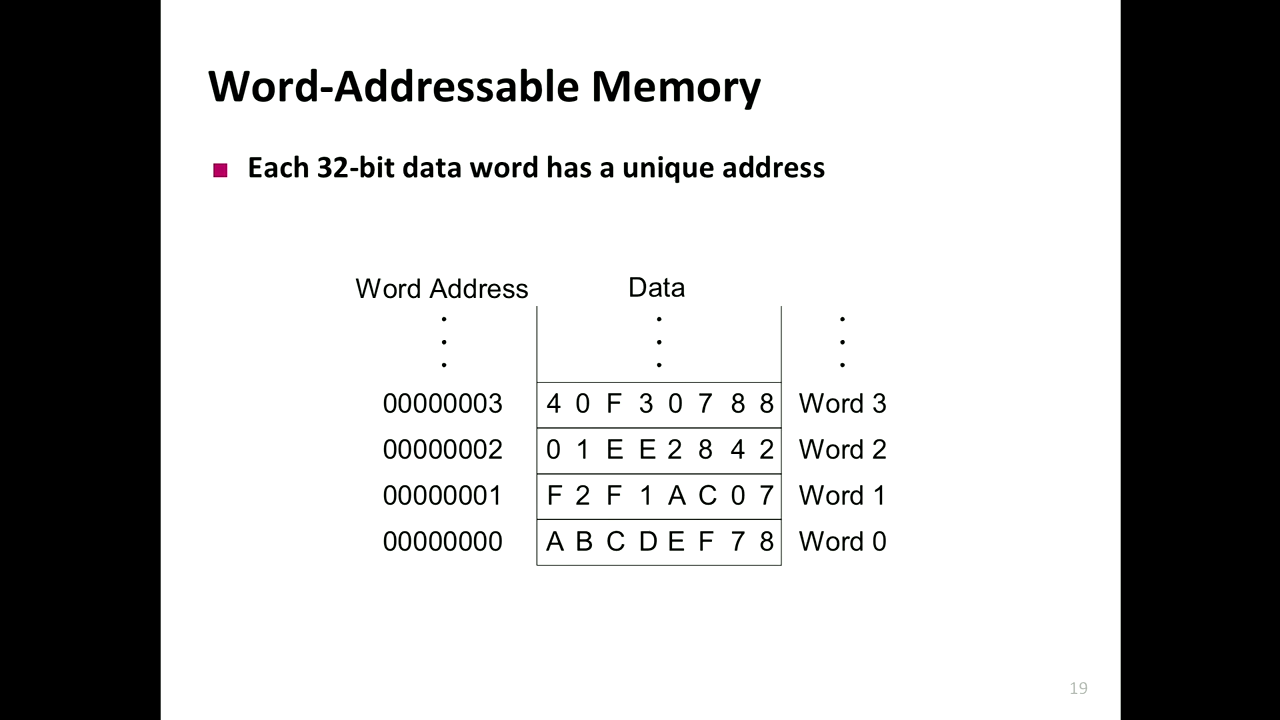 Word-Addressable Memory
■ Each 32-bit data word has a unique address
Word Address Data
00000003 4 0 F 3 0 7 8 8 Word 3
00000002 0 1 E E 2 8 4 2 Word 2
00000001 F 2 F 1 A C 0 7 Word 1
00000000 A B C D E F 7 8 Word 0
19